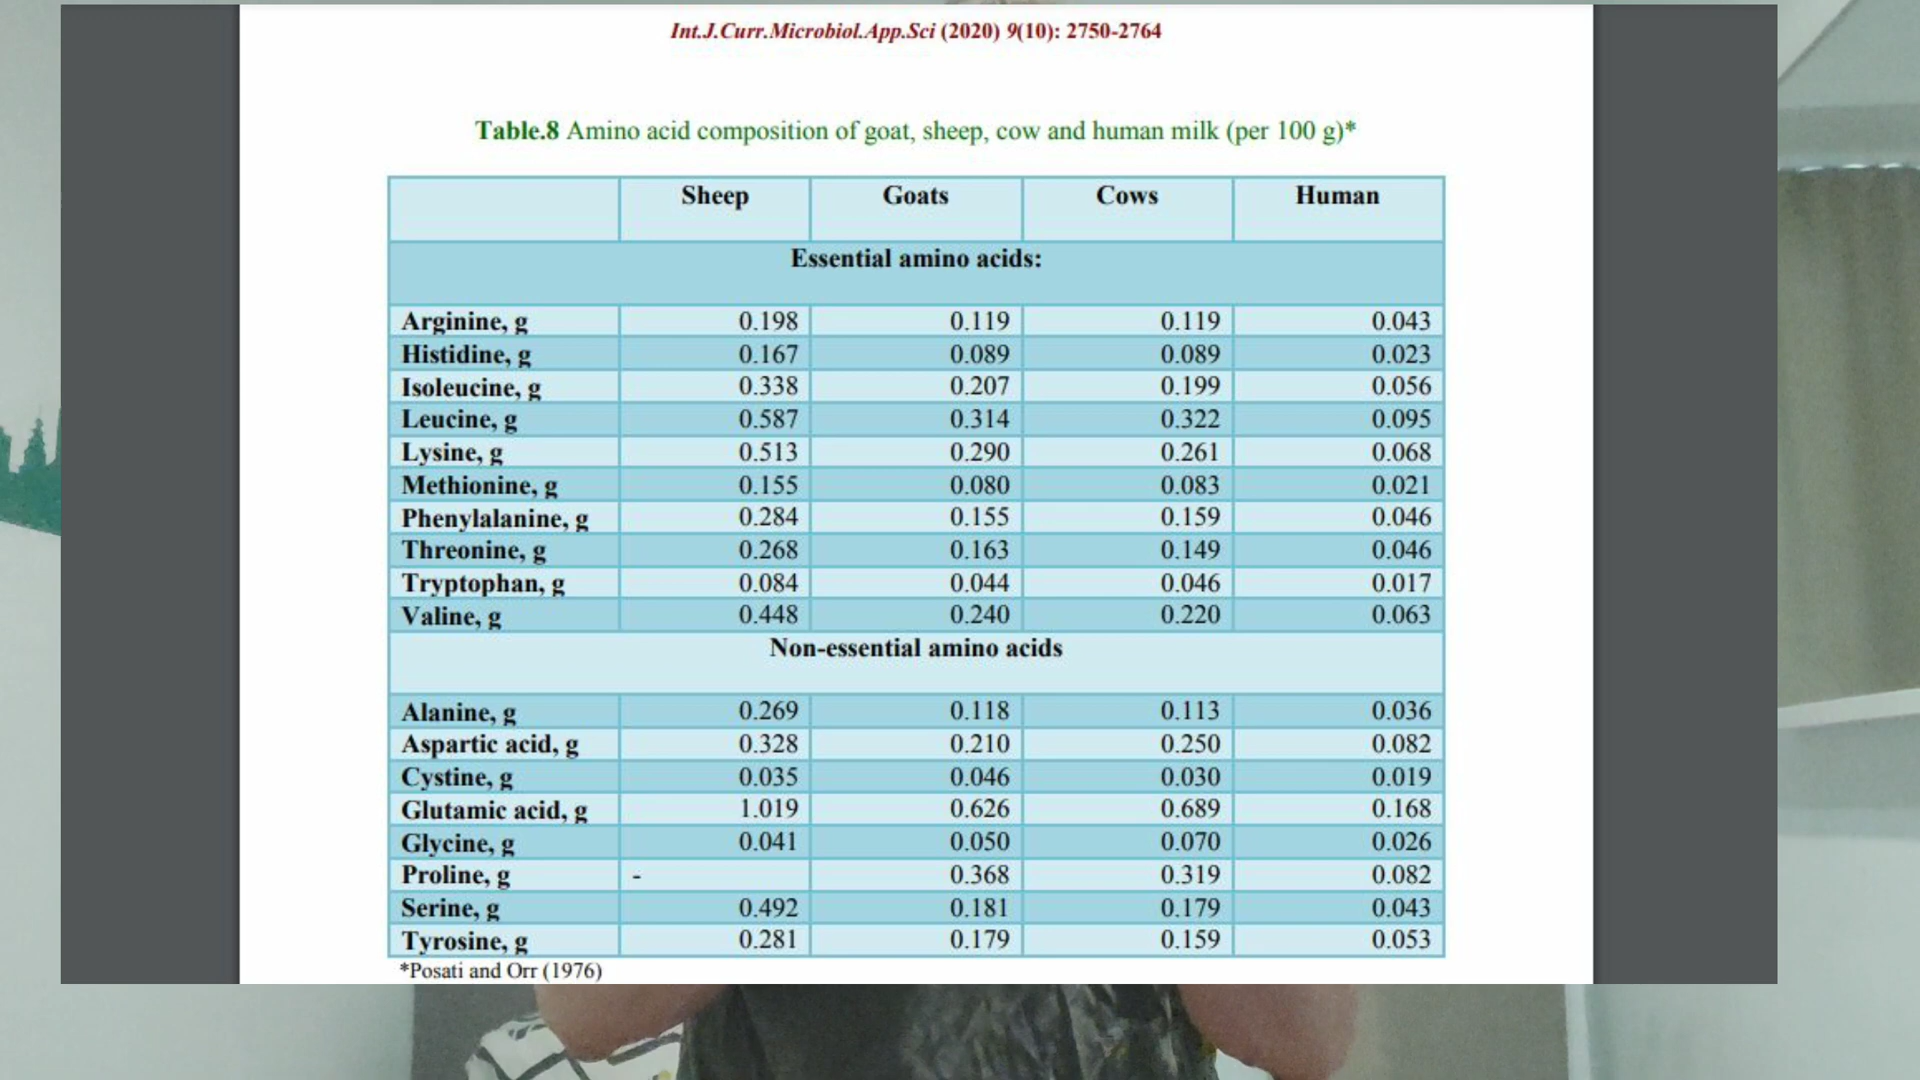 Int.J.Curr.Microbiol.App.Sci (2020) 9(10): 2750-2764
Table.8 Amino acid composition of goat, sheep, cow and human milk (per 100 g)*
Sheep Goats Cows Human
Essential amino acids:
Arginine, g 0.198 0.119 0.119 0.043
Histidine, g 0.167 0.089 0.089 0.023
Isoleucine, g 0.338 0.207 0.199 0.056
Leucine, g 0.587 0.314 0.322 0.095
Lysine, g 0.513 0.290 0.261 0.068
Methionine, g 0.155 0.080 0.083 0.021
Phenylalanine, g 0.284 0.155 0.159 0.046
Threonine, g 0.268 0.163 0.149 0.046
Tryptophan, g 0.084 0.044 0.046 0.017
Valine, g 0.448 0.240 0.220 0.063
Non-essential amino acids
Alanine, g 0.269 0.118 0.113 0.036
Aspartic acid, g 0.328 0.210 0.250 0.082
Cystine, g 0.035 0.046 0.030 0.019
Glutamic acid, g 1.019 0.626 0.689 0.168
Glycine, g 0.041 0.050 0.070 0.026
Proline, g - 0.368 0.319 0.082
Serine, g 0.492 0.181 0.179 0.043
Tyrosine, g 0.281 0.179 0.159 0.053
*Posati and Orr (1976)